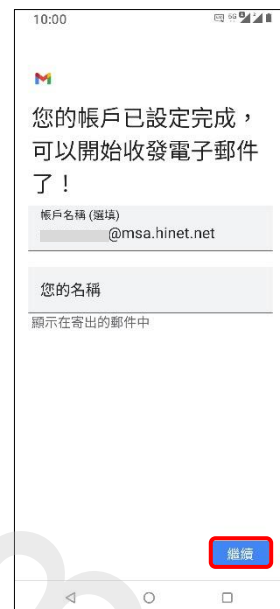 10:00
5G
您的帳戶已設定完成，
可以開始收發電子郵件
了！
帳戶名稱 (選填)
@msa.hinet.net
您的名稱
顯示在寄出的郵件中
繼續